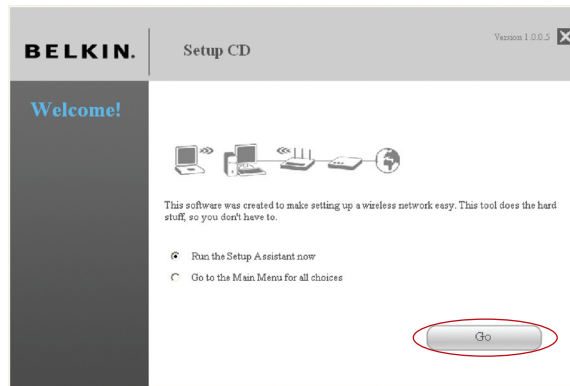 BELKIN.
Setup CD
Version 1.0.0.5
Welcome!
This software was created to make setting up a wireless network easy. This tool does the hard
stuff, so you don't have to.
Run the Setup Assistant now
Go to the Main Menu for all choices
Go